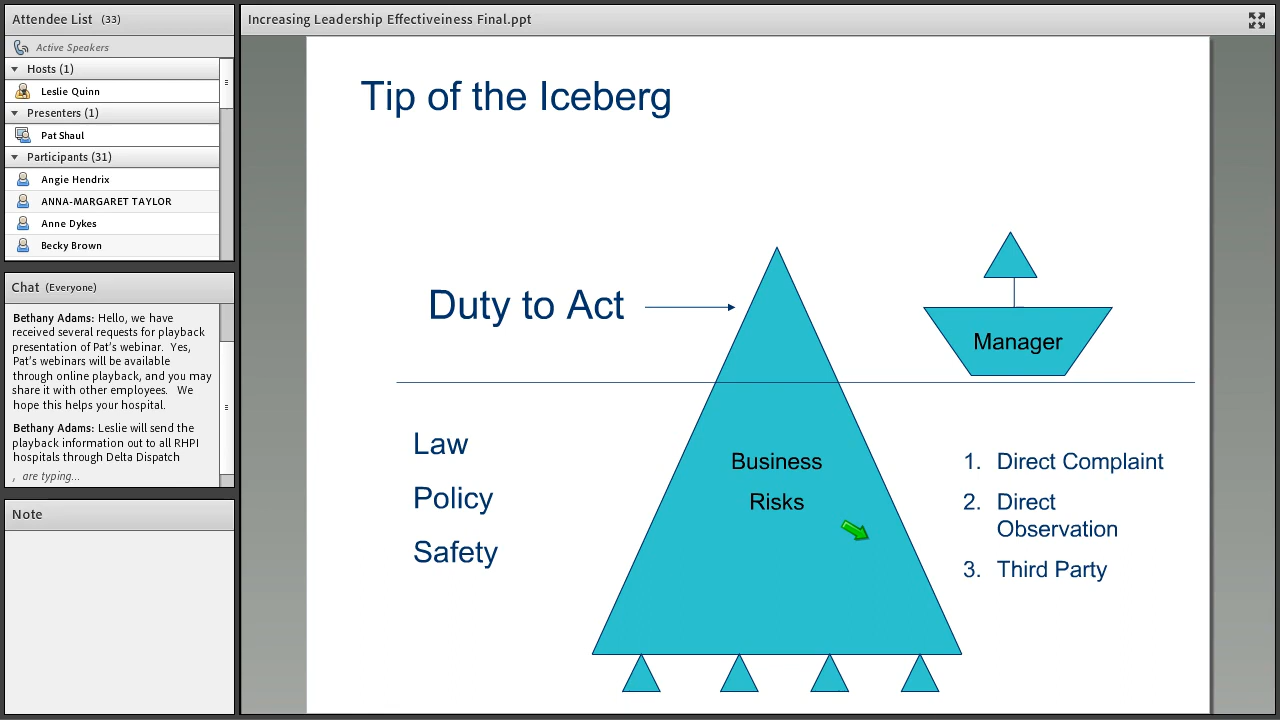 Attendee List (33)
Active Speakers
Hosts (1)
Leslie Quinn
Presenters (1)
Pat Shaul
Participants (31)
Angie Hendrix
ANNA-MARGARET TAYLOR
Anne Dykes
Becky Brown
Chat (Everyone)
Bethany Adams: Hello, we have
received several requests for playback
presentation of Pat's webinar. Yes,
Pat's webinars will be available
through online playback, and you may
share it with other employees. We
hope this helps your hospital.
Bethany Adams: Leslie will send the
playback information out to all RHPI
hospitals through Delta Dispatch
, are typing...
Note
Increasing Leadership Effectiveiness Final.ppt
Tip of the Iceberg
Duty to Act
Manager
Law
Policy
Safety
Business
Risks
1. Direct Complaint
2. Direct
Observation
3. Third Party